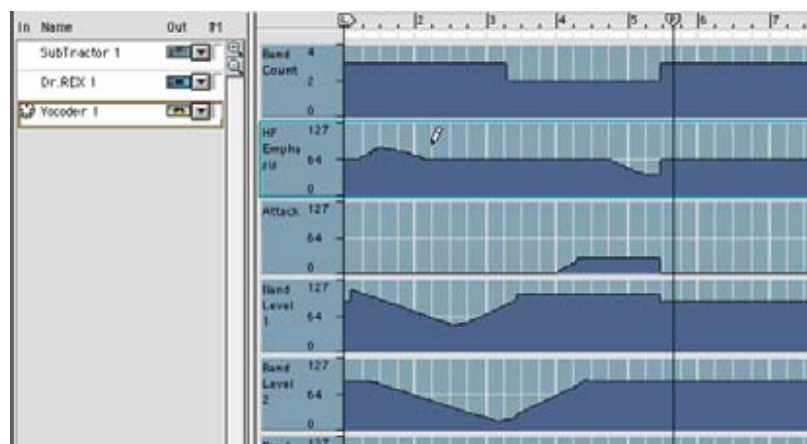 In Name Out
SubTractor 1
Dr.REX 1
Vocoder 1
2 3 4 5 6 7
Band Count 4 2 0
HF Empha siz 127 64 0
Attack 127 64 0
Band Level 1 127 64 0
Band Level 2 127 64 0
127